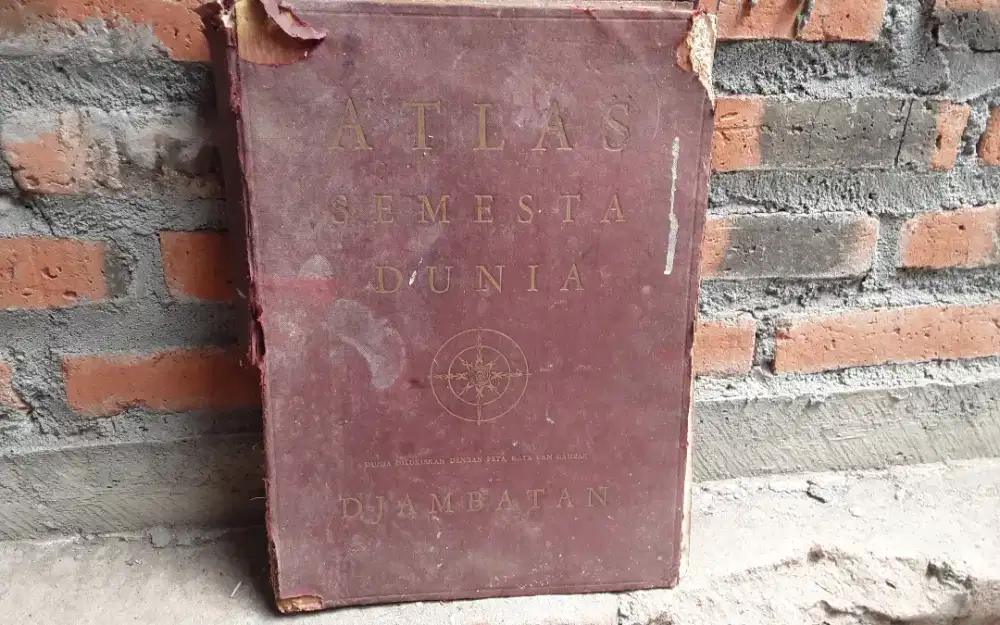 ATLAS
SEMESTA
DUNIA
DUNIA DILUKISKAN DENGAN PETA, KATA DAN GAMBAR
DJAMBATAN